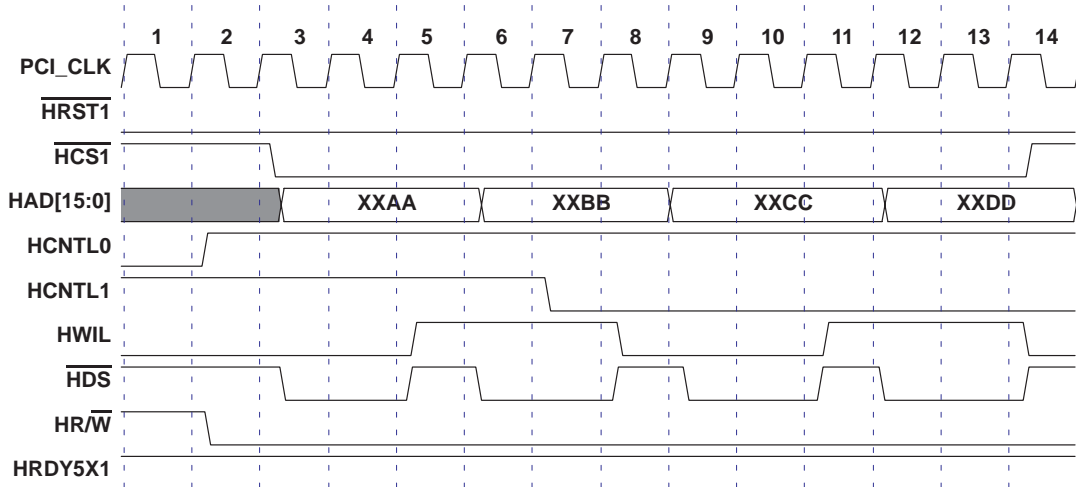 1 2 3 4 5 6 7 8 9 10 11 12 13 14
PCI_CLK
HRST1
HCS1
HAD[15:0] XXAA XXBB XXCC XXDD
HCNTL0
HCNTL1
HWIL
HDS
HR/W
HRDY5X1